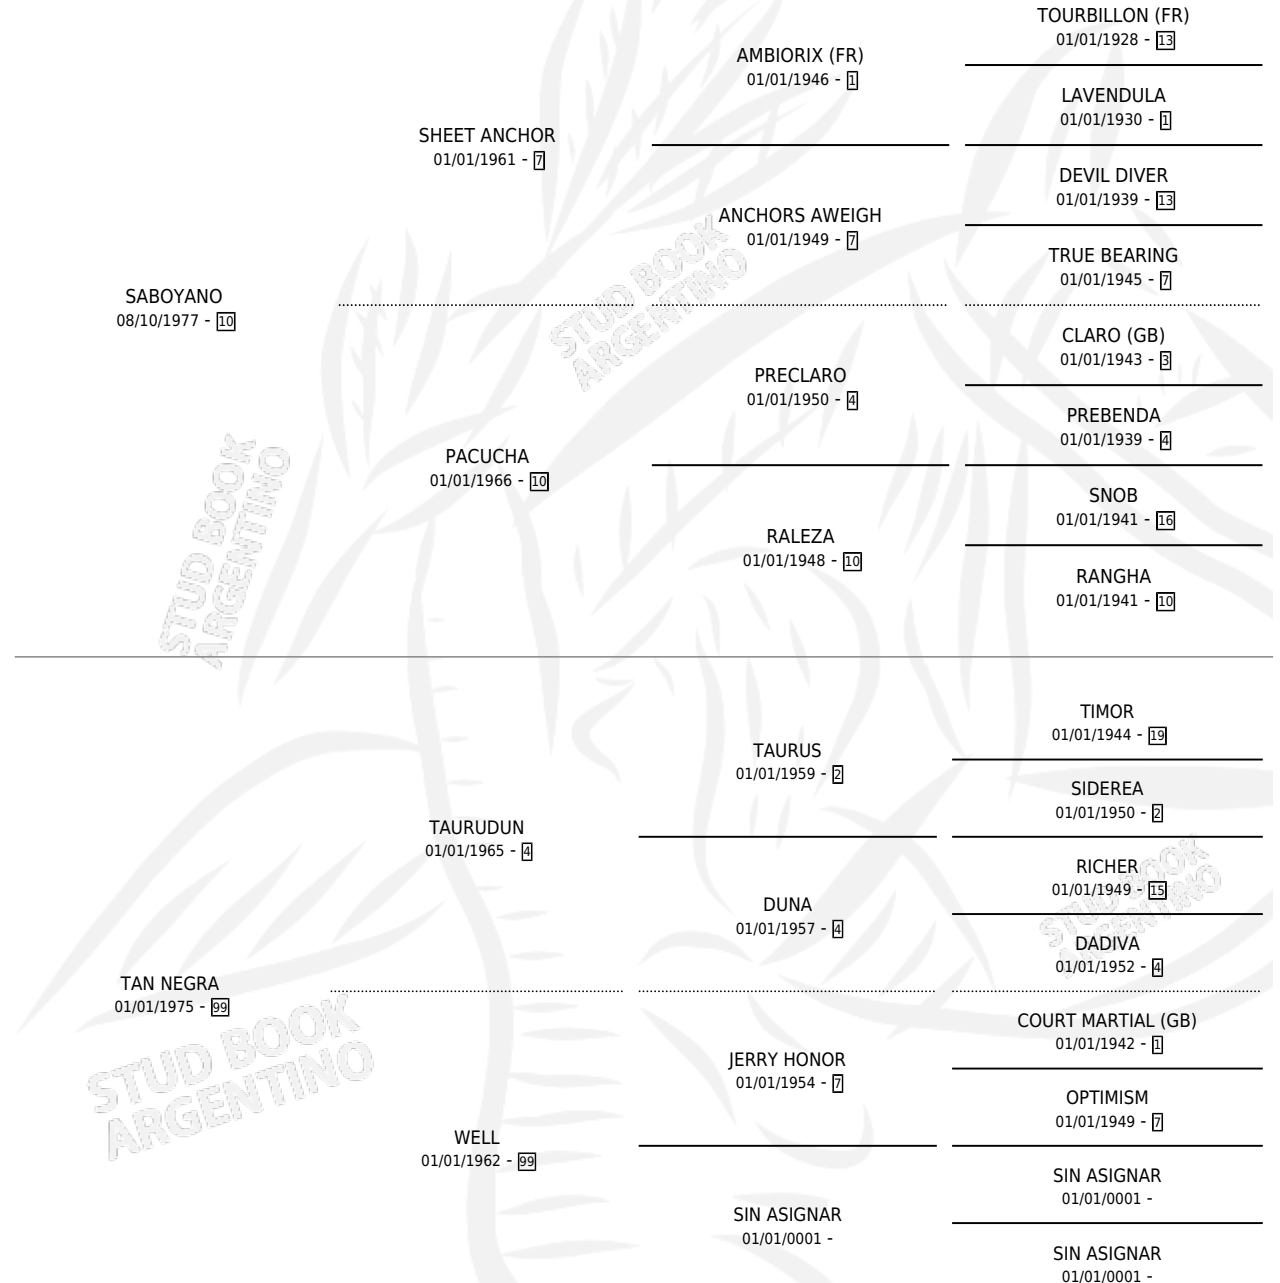 TOURBILLON (FR)
01/01/1928 - 13
AMBIORIX (FR)
01/01/1946 - 1
LAVENDULA
01/01/1930 - 1
SHEET ANCHOR
01/01/1961 - 7
DEVIL DIVER
01/01/1939 - 13
ANCHORS AWEIGH
01/01/1949 - 7
TRUE BEARING
01/01/1945 - 7
SABOYANO
08/10/1977 - 10
STUD BOOK
ARGENTINO
CLARO (GB)
01/01/1943 - 3
PRECLARO
01/01/1950 - 4
PREBENDA
01/01/1939 - 4
PACUCHA
01/01/1966 - 10
SNOB
01/01/1941 - 16
RALEZA
01/01/1948 - 10
RANGHA
01/01/1941 - 10
STUD BOOK
ARGENTINO
TIMOR
01/01/1944 - 19
TAURUS
01/01/1959 - 2
SIDEREA
01/01/1950 - 2
TAURUDUN
01/01/1965 - 4
RICHER
01/01/1949 - 15
DUNA
01/01/1957 - 4
DADIVA
01/01/1952 - 4
STUD BOOK
ARGENTINO
TAN NEGRA
01/01/1975 - 99
STUD BOOK
ARGENTINO
COURT MARTIAL (GB)
01/01/1942 - 1
JERRY HONOR
01/01/1954 - 7
OPTIMISM
01/01/1949 - 7
WELL
01/01/1962 - 99
SIN ASIGNAR
01/01/0001 -
SIN ASIGNAR
01/01/0001 -
SIN ASIGNAR
01/01/0001 -